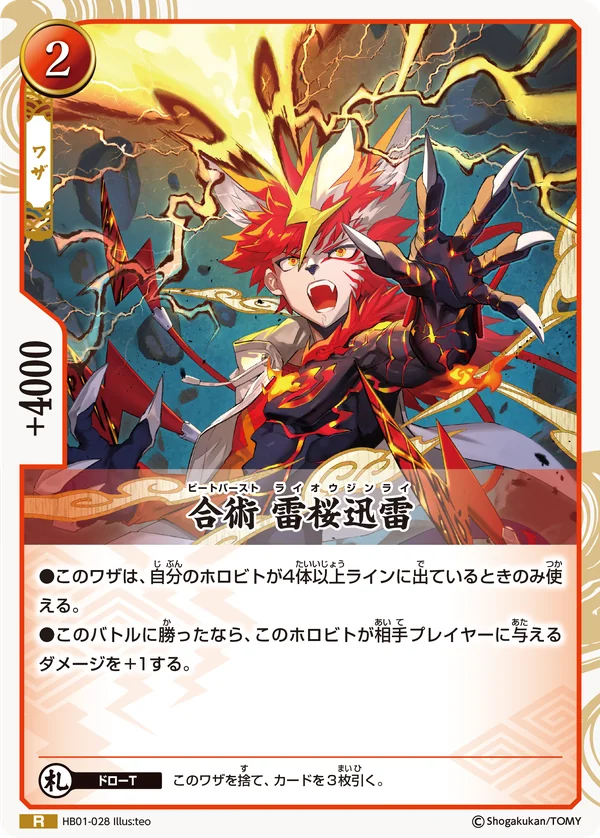 2
ワザ
+4000
ビートバースト ライオウジンライ
合術 雷桜迅雷
●このワザは、自分のホロビトが4体以上ラインに出ているときのみ使
える。
●このバトルに勝ったなら、このホロビトが相手プレイヤーに与える
ダメージを+1する。
札 ドローT このワザを捨て、カードを3枚引く。
R HB01-028 Illus:teo ©Shogakukan/TOMY